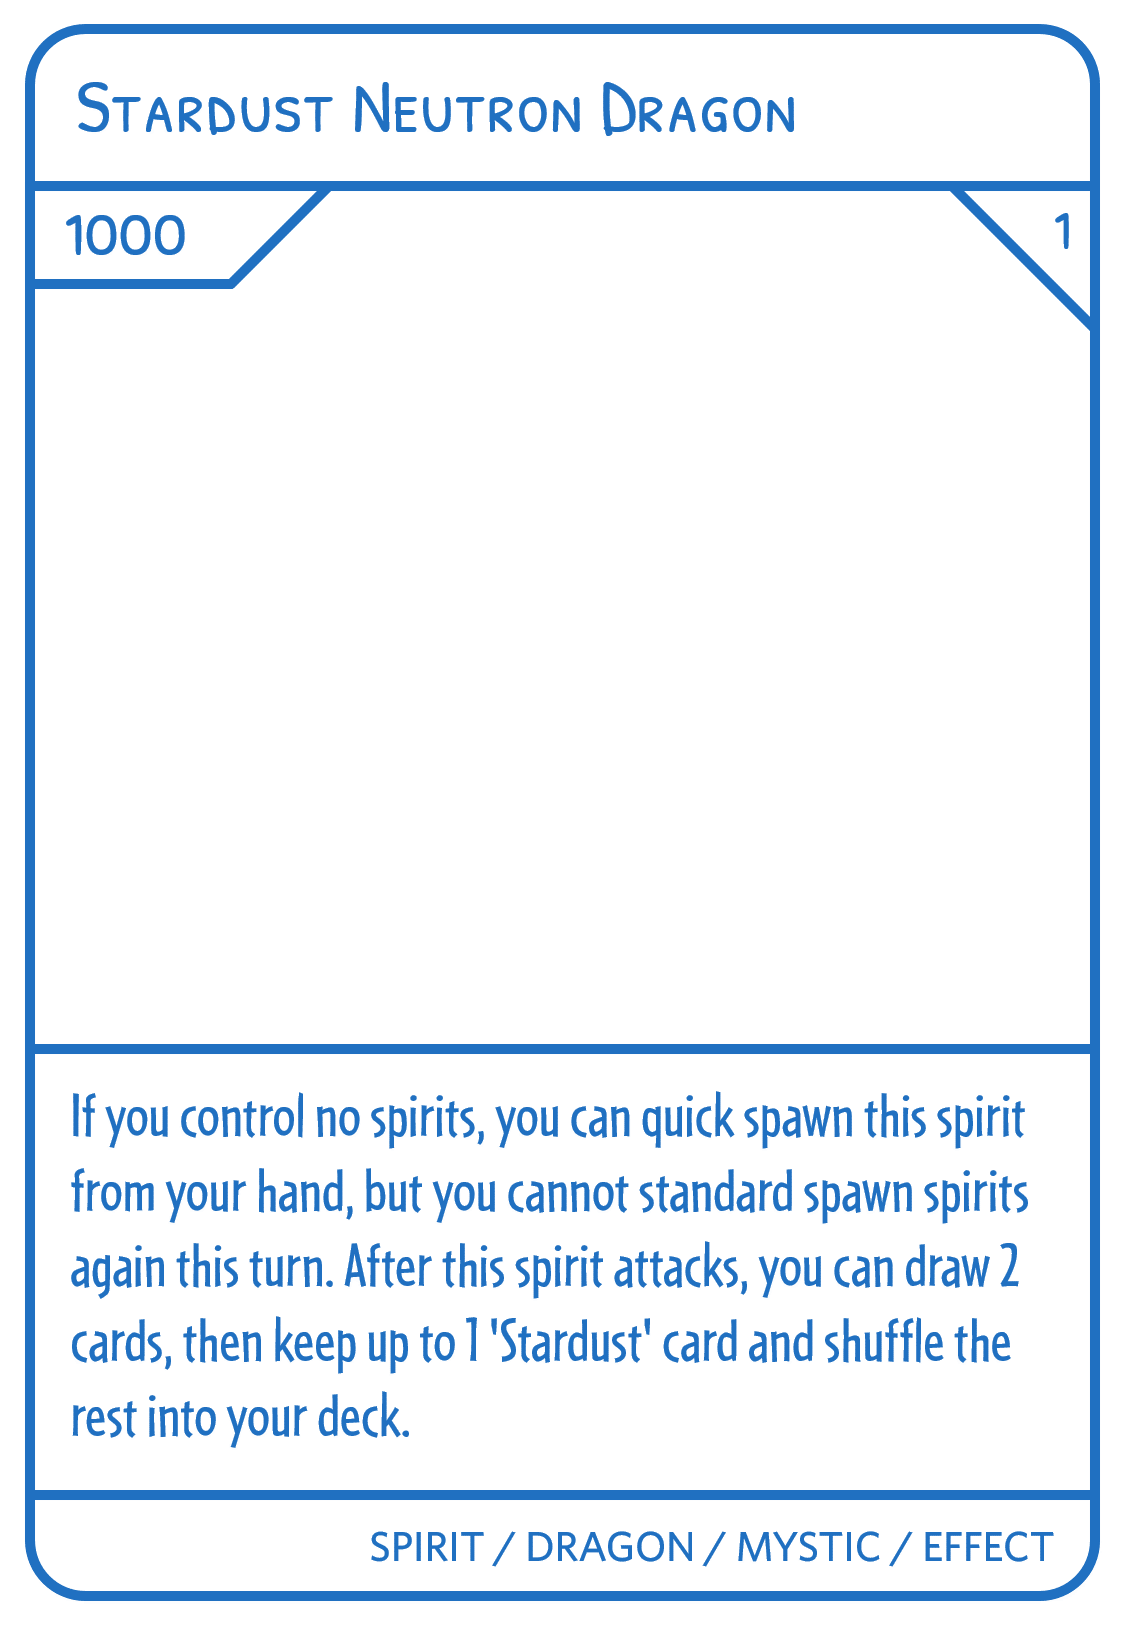 Stardust Neutron Dragon
1000
1
If you control no spirits, you can quick spawn this spirit
from your hand, but you cannot standard spawn spirits
again this turn. After this spirit attacks, you can draw 2
cards, then keep up to 1 'Stardust' card and shuffle the
rest into your deck.
SPIRIT / DRAGON / MYSTIC / EFFECT